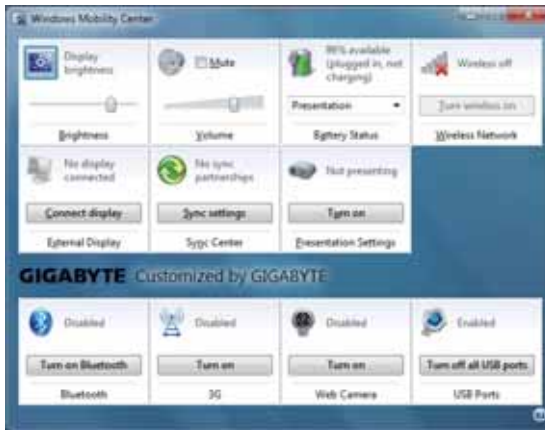 Windows Mobility Center
Display brightness
Brightness
Mute
Volume
98% available (plugged in, not charging)
Presentation
Battery Status
Wireless off
Turn wireless on
Wireless Network
No display connected
Connect display
External Display
No sync partnerships
Sync settings
Sync Center
Not presenting
Turn on
Presentation Settings
GIGABYTE Customized by GIGABYTE
Disabled
Turn on Bluetooth
Bluetooth
Disabled
Turn on
3G
Disabled
Turn on
Web Camera
Enabled
Turn off all USB ports
USB Ports